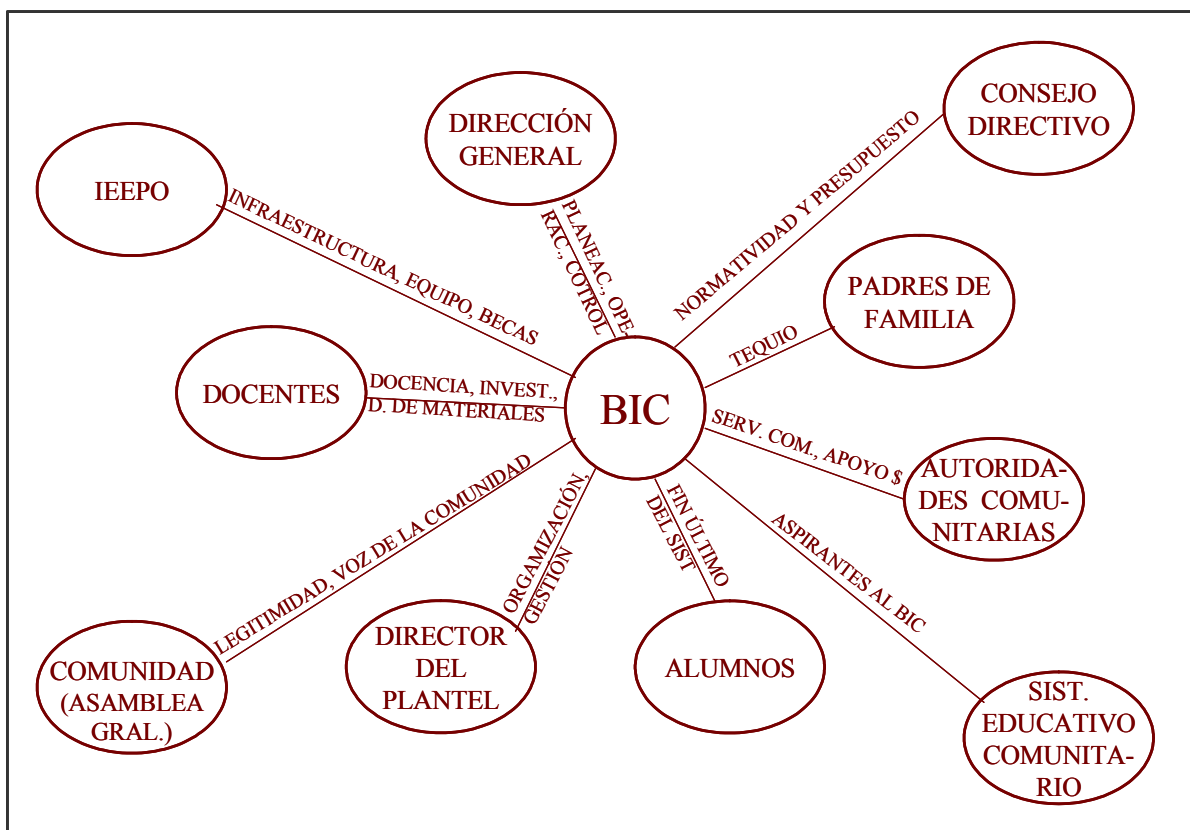 CONSEJO
DIRECTIVO
DIRECCIÓN
GENERAL
IEEPO
NORMATIVIDAD Y PRESUPUESTO
PLANEAC., OPE-
RAC., COTROL
INFRAESTRUCTURA, EQUIPO, BECAS
PADRES DE
FAMILIA
TEQUIO
DOCENTES
DOCENCIA, INVEST.,
D. DE MATERIALES
BIC
SERV. COM., APOYO $
AUTORIDA-
DES COMU-
NITARIAS
LEGITIMIDAD, VOZ DE LA COMUNIDAD
ORGAMIZACIÓN,
GESTIÓN
FIN ÚLTIMO
DEL SIST
ASPIRANTES AL BIC
COMUNIDAD
(ASAMBLEA
GRAL.)
DIRECTOR
DEL
PLANTEL
ALUMNOS
SIST.
EDUCATIVO
COMUNITA-
RIO